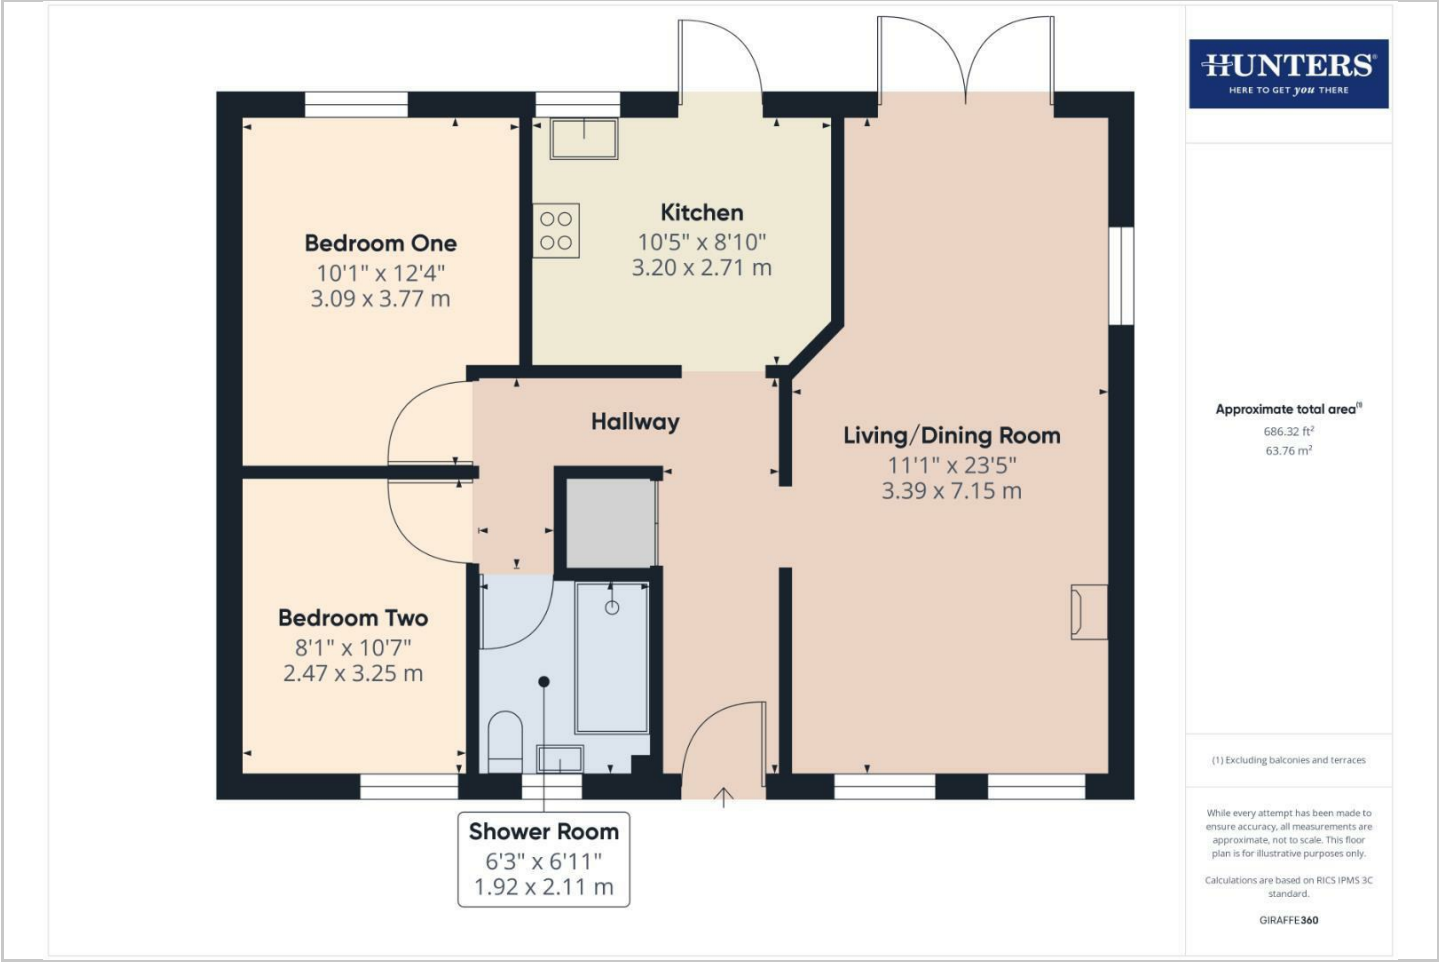 Bedroom One
10'1" x 12'4"
3.09 x 3.77 m
Kitchen
10'5" x 8'10"
3.20 x 2.71 m
Hallway
Living/Dining Room
11'1" x 23'5"
3.39 x 7.15 m
Bedroom Two
8'1" x 10'7"
2.47 x 3.25 m
Shower Room
6'3" x 6'11"
1.92 x 2.11 m
HUNTERS®
HERE TO GET you THERE
Approximate total area(1)
686.32 ft²
63.76 m²
(1) Excluding balconies and terraces
While every attempt has been made to
ensure accuracy, all measurements are
approximate, not to scale. This floor
plan is for illustrative purposes only.
Calculations are based on RICS IPMS 3C
standard.
GIRAFFE360